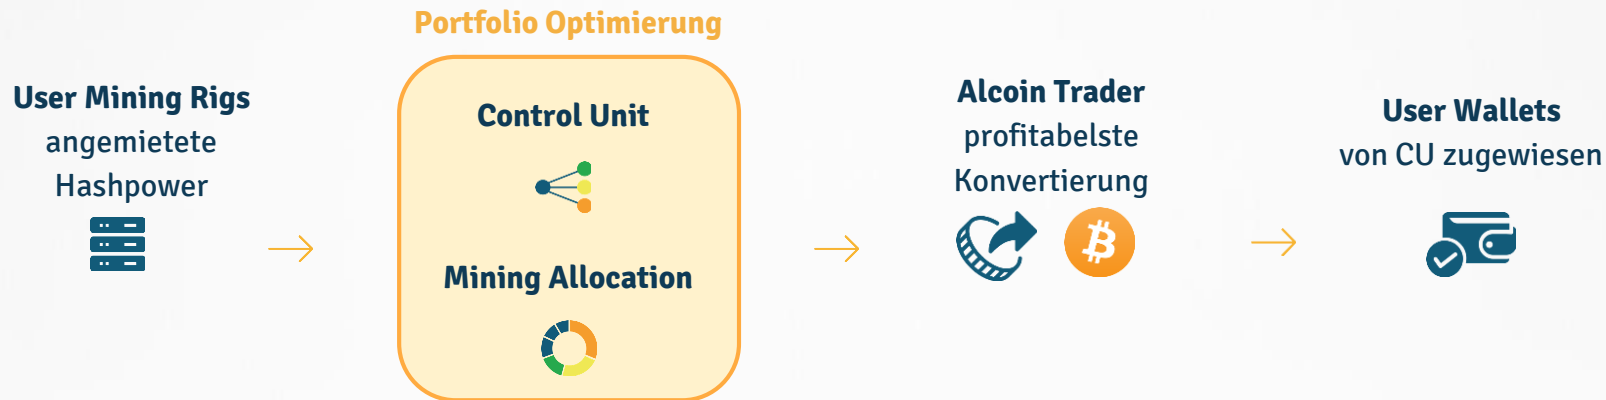 Portfolio Optimierung
User Mining Rigs
angemietete
Hashpower
Control Unit
Mining Allocation
Alcoin Trader
profitabelste
Konvertierung
User Wallets
von CU zugewiesen